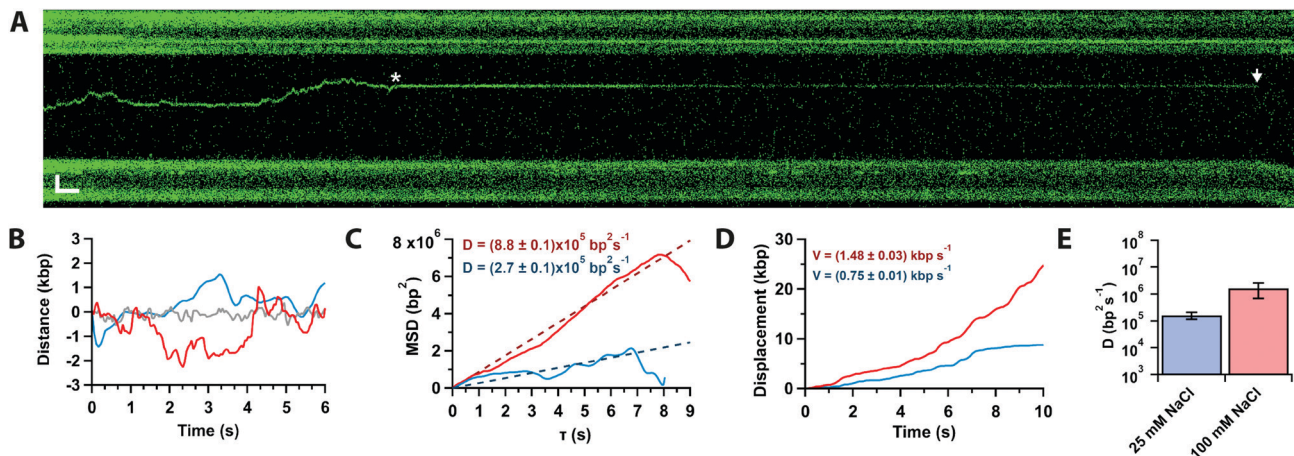 A
*
B
Distance (kbp)
3
2
1
0
-1
-2
-3
0 1 2 3 4 5 6
Time (s)
C
MSD (bp²)
8 x10⁶
6
4
2
0
D = (8.8 ± 0.1)x10⁵ bp²s⁻¹
D = (2.7 ± 0.1)x10⁵ bp²s⁻¹
0 1 2 3 4 5 6 7 8 9
τ (s)
D
Displacement (kbp)
30
20
10
0
V = (1.48 ± 0.03) kbp s⁻¹
V = (0.75 ± 0.01) kbp s⁻¹
0 2 4 6 8 10
Time (s)
E
D (bp² s⁻¹)
10⁸
10⁷
10⁶
10⁵
10⁴
10³
25 mM NaCl
100 mM NaCl